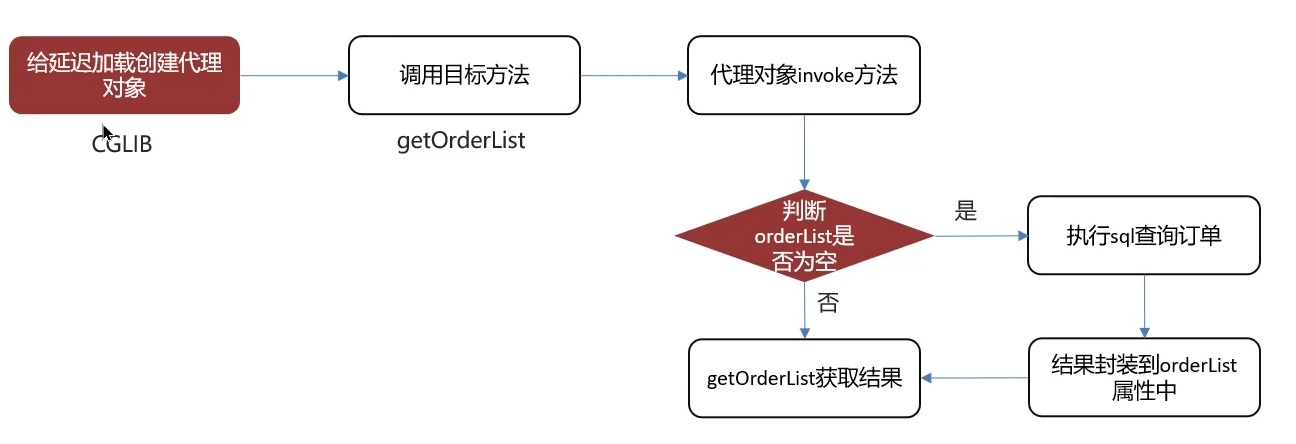 给延迟加载创建代理
对象
CGLIB
调用目标方法
getOrderList
代理对象invoke方法
判断
orderList是
否为空
是
执行sql查询订单
否
结果封装到orderList
属性中
getOrderList获取结果